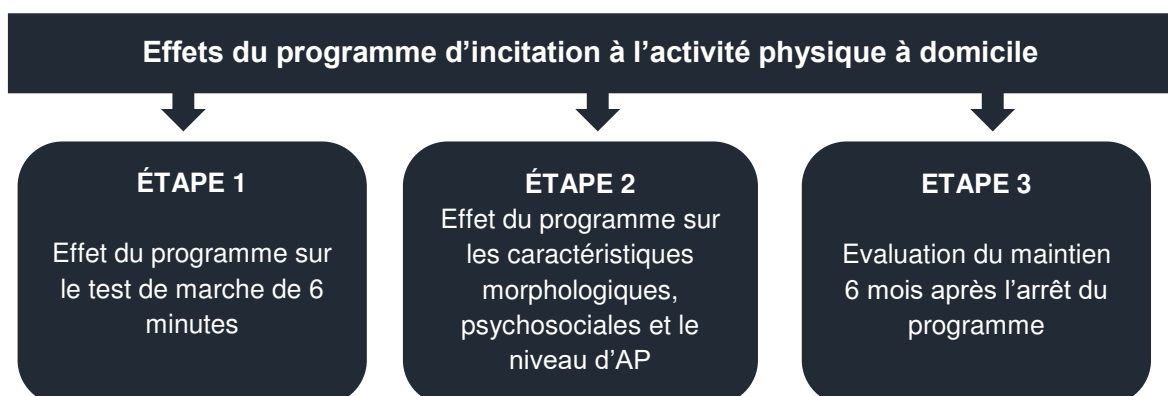 Effets du programme d’incitation à l’activité physique à domicile
ÉTAPE 1
Effet du programme sur
le test de marche de 6
minutes
ÉTAPE 2
Effet du programme sur
les caractéristiques
morphologiques,
psychosociales et le
niveau d’AP
ETAPE 3
Evaluation du maintien
6 mois après l’arrêt du
programme